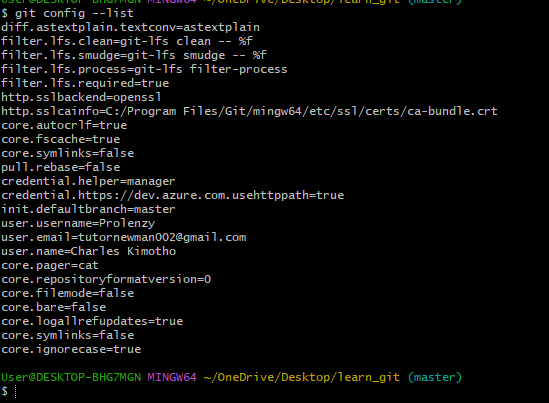 User@DESKTOP-BHG7MGN MINGW64 ~/OneDrive/Desktop/learn_git (master)
$ git config --list
diff.astextplain.textconv=astextplain
filter.lfs.clean=git-lfs clean -- %f
filter.lfs.smudge=git-lfs smudge -- %f
filter.lfs.process=git-lfs filter-process
filter.lfs.required=true
http.sslbackend=openssl
http.sslcainfo=C:/Program Files/Git/mingw64/etc/ssl/certs/ca-bundle.crt
core.autocrlf=true
core.fscache=true
core.symlinks=false
pull.rebase=false
credential.helper=manager
credential.https://dev.azure.com.usehttppath=true
init.defaultbranch=master
user.username=Prolenzy
user.email=tutornewman002@gmail.com
user.name=Charles Kimotho
core.pager=cat
core.repositoryformatversion=0
core.filemode=false
core.bare=false
core.logallrefupdates=true
core.symlinks=false
core.ignorecase=true
User@DESKTOP-BHG7MGN MINGW64 ~/OneDrive/Desktop/learn_git (master)
$